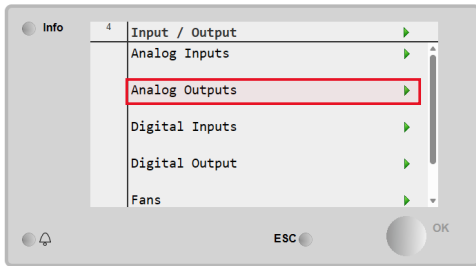 Info
4 Input / Output
Analog Inputs
Analog Outputs
Digital Inputs
Digital Output
Fans
ESC
OK